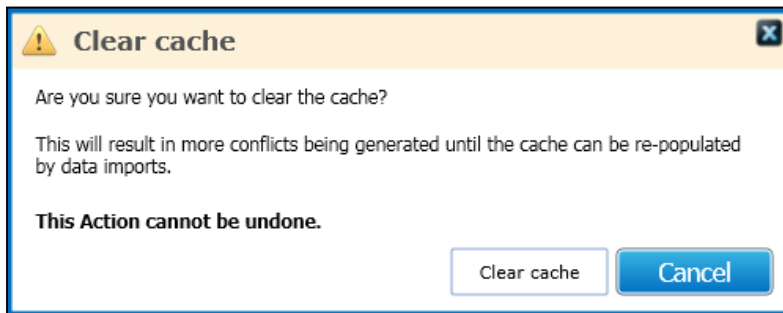 Clear cache
Are you sure you want to clear the cache?
This will result in more conflicts being generated until the cache can be re-populated
by data imports.
This Action cannot be undone.
Clear cache
Cancel